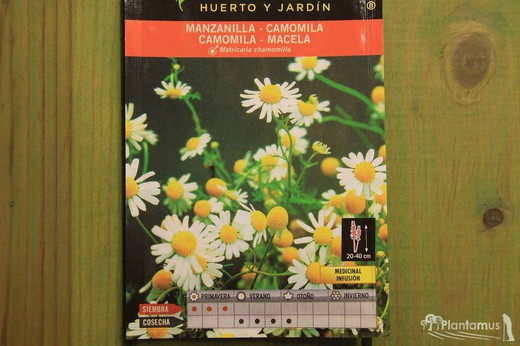 HUERTO Y JARDÍN
®
MANZANILLA - CAMOMILA
CAMOMILA - MACELA
Matricaria chamomilla
20-40 cm
MEDICINAL
INFUSIÓN
PRIMAVERA VERANO OTOÑO INVIERNO
SIEMBRA
COSECHA
Plantamus